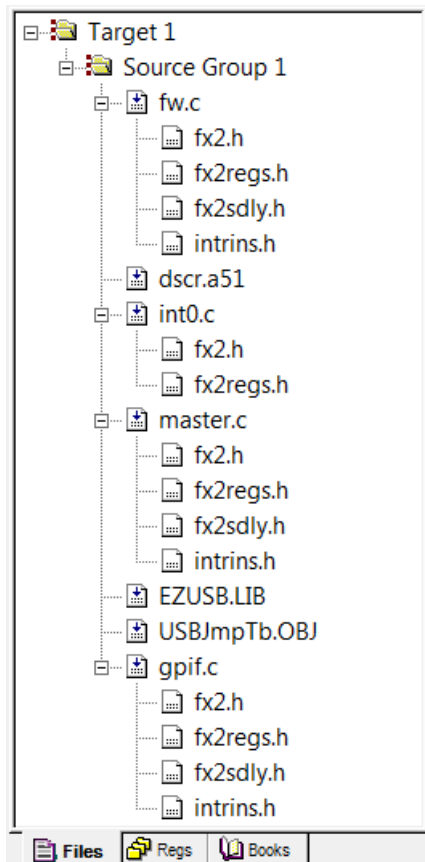 Target 1
Source Group 1
fw.c
fx2.h
fx2regs.h
fx2sdly.h
intrins.h
dscr.a51
int0.c
fx2.h
fx2regs.h
master.c
fx2.h
fx2regs.h
fx2sdly.h
intrins.h
EZUSB.LIB
USBJmpTb.OBJ
gpif.c
fx2.h
fx2regs.h
fx2sdly.h
intrins.h
Files Regs Books